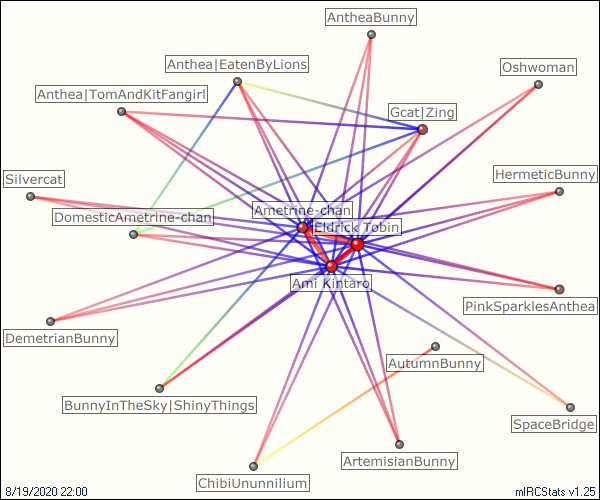 AntheaBunny
Anthea|EatenByLions
Oshwoman
Anthea|TomAndKitFangirl
Gcat|Zing
Silvercat
HermeticBunny
DomesticAmetrine-chan
Ametrine-chan
Eldrick Tobin
Ami Kintaro
PinkSparklesAnthea
DemetrianBunny
AutumnBunny
BunnyInTheSky|ShinyThings
SpaceBridge
ArtemisianBunny
ChibiUnunnilium
8/19/2020 22:00
mIRCStats v1.25